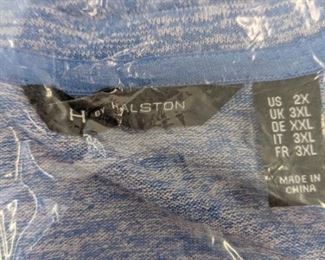 H BY HALSTON
US 2X
UK 3XL
DE XXL
IT 3XL
FR 3XL
MADE IN
CHINA